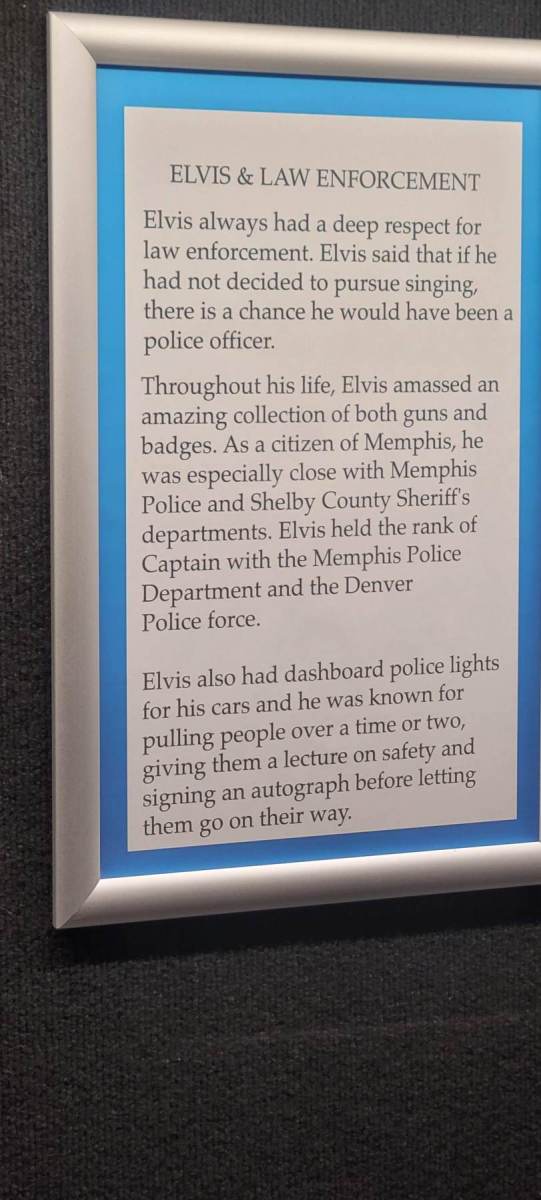 ELVIS & LAW ENFORCEMENT
Elvis always had a deep respect for
law enforcement. Elvis said that if he
had not decided to pursue singing,
there is a chance he would have been a
police officer.
Throughout his life, Elvis amassed an
amazing collection of both guns and
badges. As a citizen of Memphis, he
was especially close with Memphis
Police and Shelby County Sheriff's
departments. Elvis held the rank of
Captain with the Memphis Police
Department and the Denver
Police force.
Elvis also had dashboard police lights
for his cars and he was known for
pulling people over a time or two,
giving them a lecture on safety and
signing an autograph before letting
them go on their way.